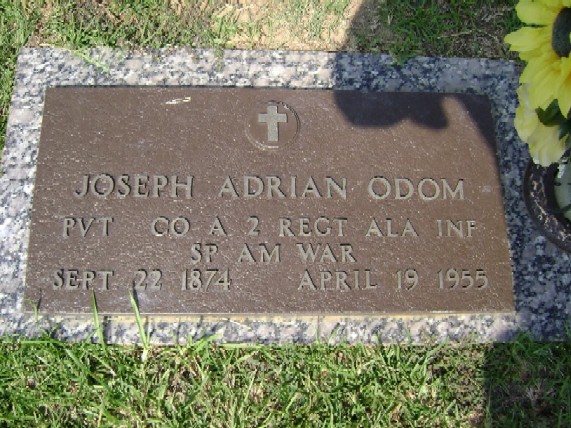 JOSEPH ADRIAN ODOM
PVT CO A 2 REGT ALA INF
SP AM WAR
SEPT 22 1874 APRIL 19 1955